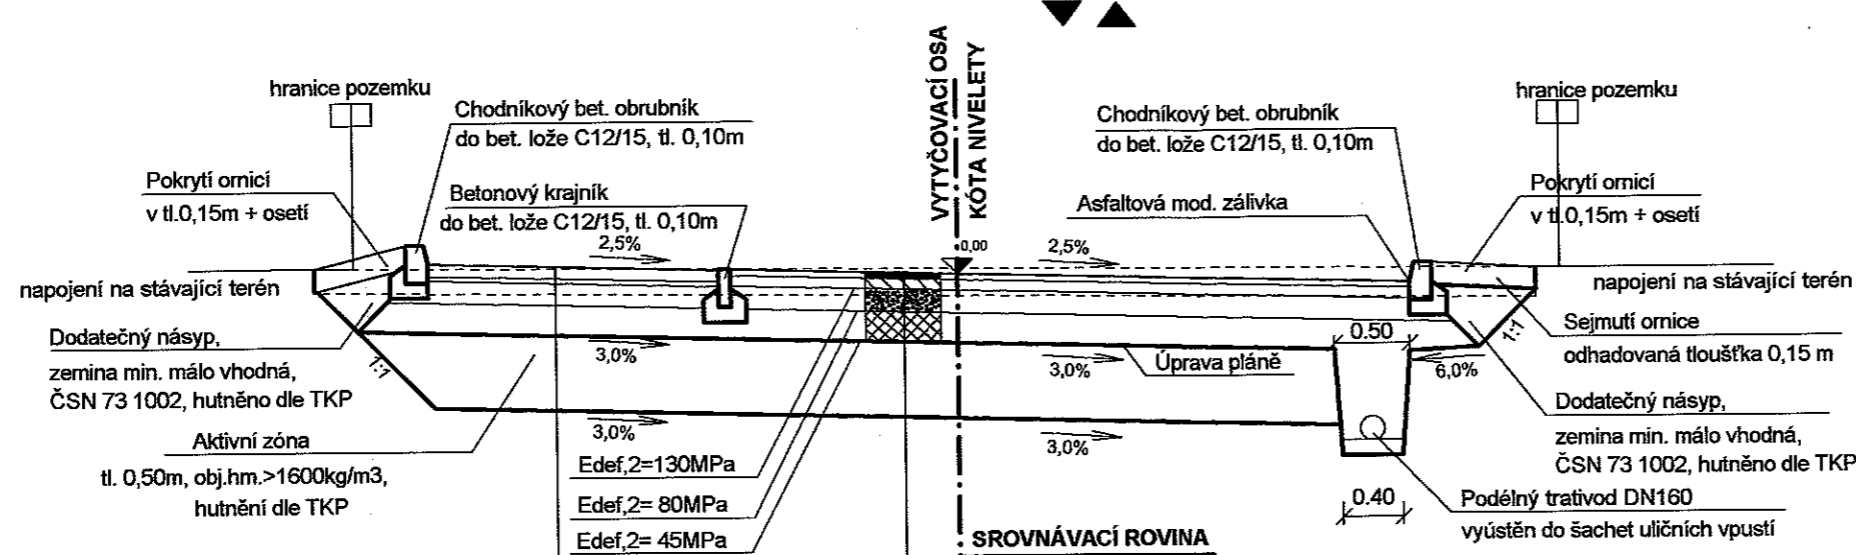 hranice pozemku
Chodníkový bet. obrubník
do bet. lože C12/15, tl. 0,10m
Pokrytí ornicí
v tl.0,15m + osetí
Betonový krajník
do bet. lože C12/15, tl. 0,10m
2,5%
VYTYČOVACÍ OSA
KÓTA NIVELETY
0,00
2,5%
Chodníkový bet. obrubník
do bet. lože C12/15, tl. 0,10m
Asfaltová mod. zálivka
hranice pozemku
Pokrytí ornicí
v tl.0,15m + osetí
napojení na stávající terén
napojení na stávající terén
Dodatečný násyp,
zemina min. málo vhodná,
ČSN 73 1002, hutněno dle TKP
1:1
3,0%
3,0%
Úprava pláně
0.50
6,0%
1:1
Sejmutí ornice
odhadovaná tloušťka 0,15 m
Aktivní zóna
tl. 0,50m, obj.hm.>1600kg/m3,
hutnění dle TKP
3,0%
3,0%
Edef,2=130MPa
Edef,2= 80MPa
Edef,2= 45MPa
Dodatečný násyp,
zemina min. málo vhodná,
ČSN 73 1002, hutněno dle TKP
0.40
Podélný trativod DN160
vyústěn do šachet uličních vpustí
SROVNÁVACÍ ROVINA